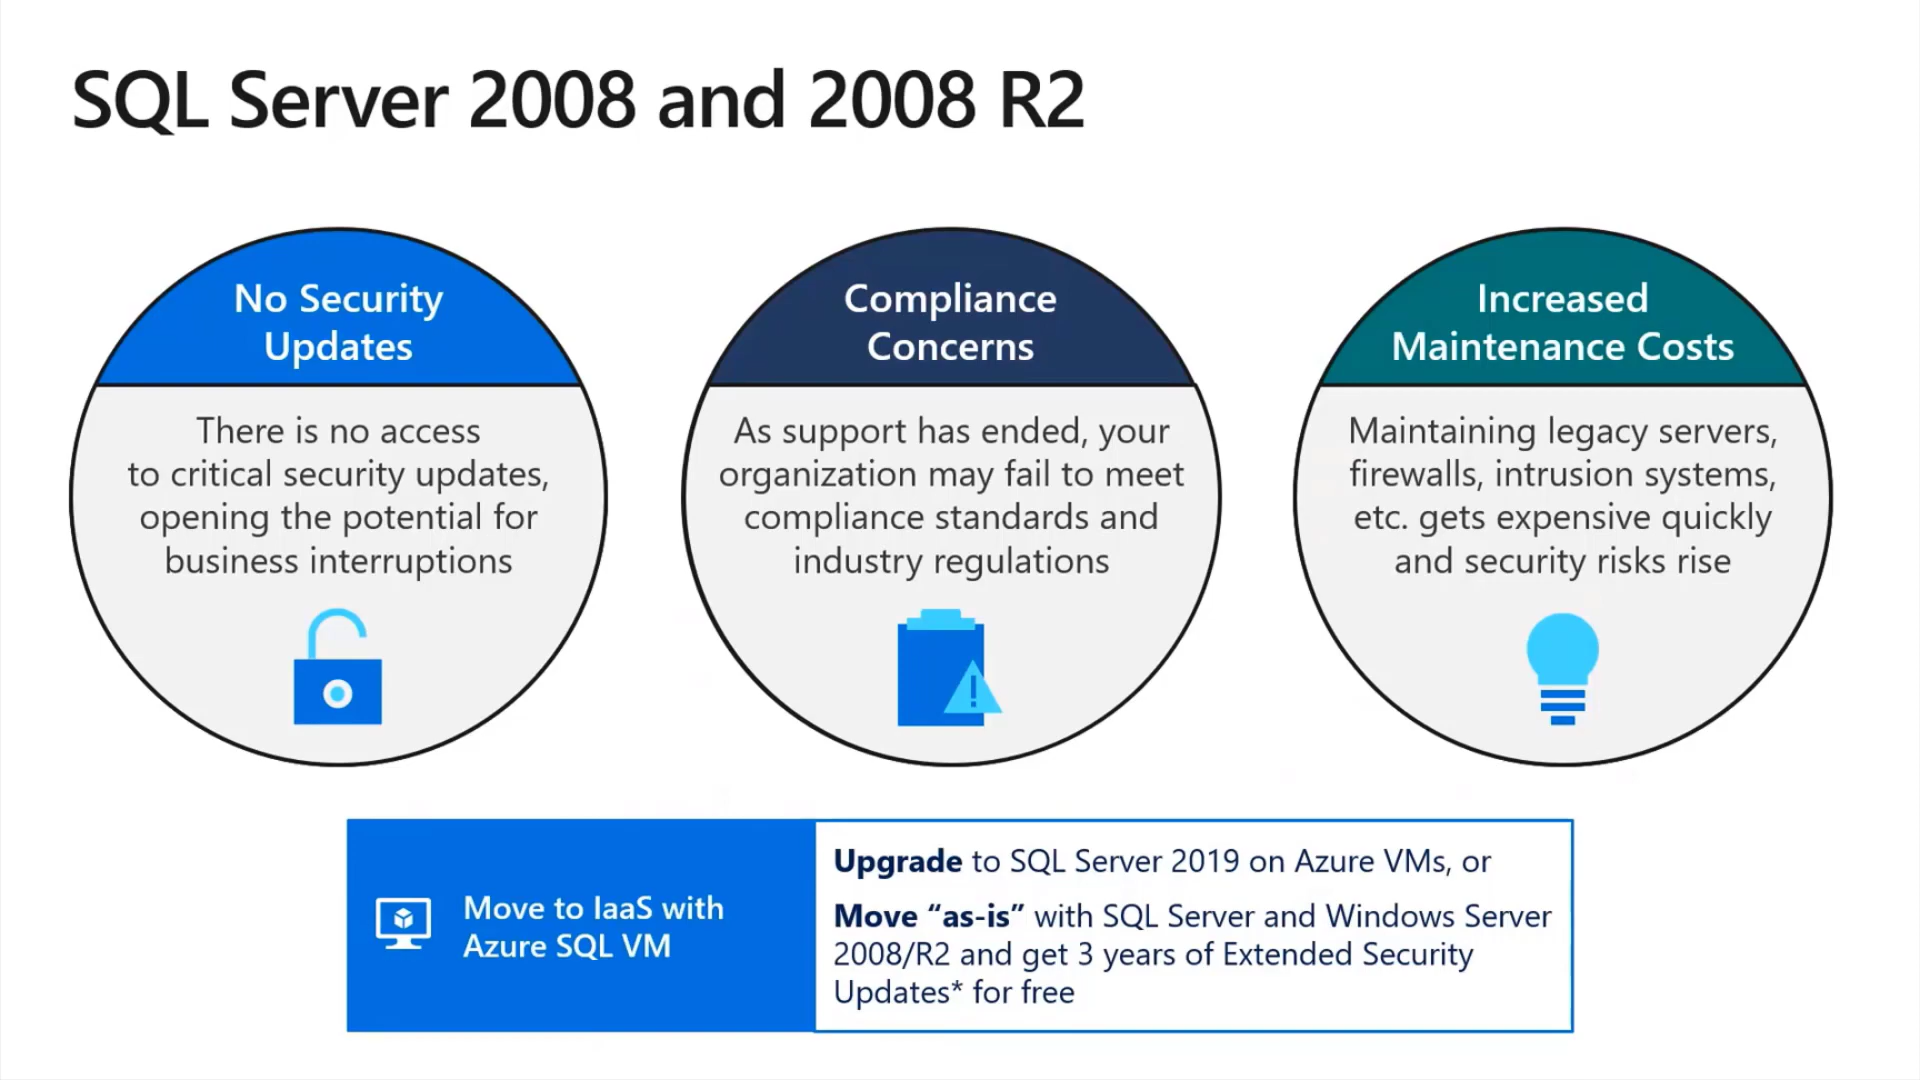 SQL Server 2008 and 2008 R2
No Security
Updates
There is no access
to critical security updates,
opening the potential for
business interruptions
Compliance
Concerns
As support has ended, your
organization may fail to meet
compliance standards and
industry regulations
Increased
Maintenance Costs
Maintaining legacy servers,
firewalls, intrusion systems,
etc. gets expensive quickly
and security risks rise
Move to IaaS with
Azure SQL VM
Upgrade to SQL Server 2019 on Azure VMs, or
Move “as-is” with SQL Server and Windows Server
2008/R2 and get 3 years of Extended Security
Updates* for free